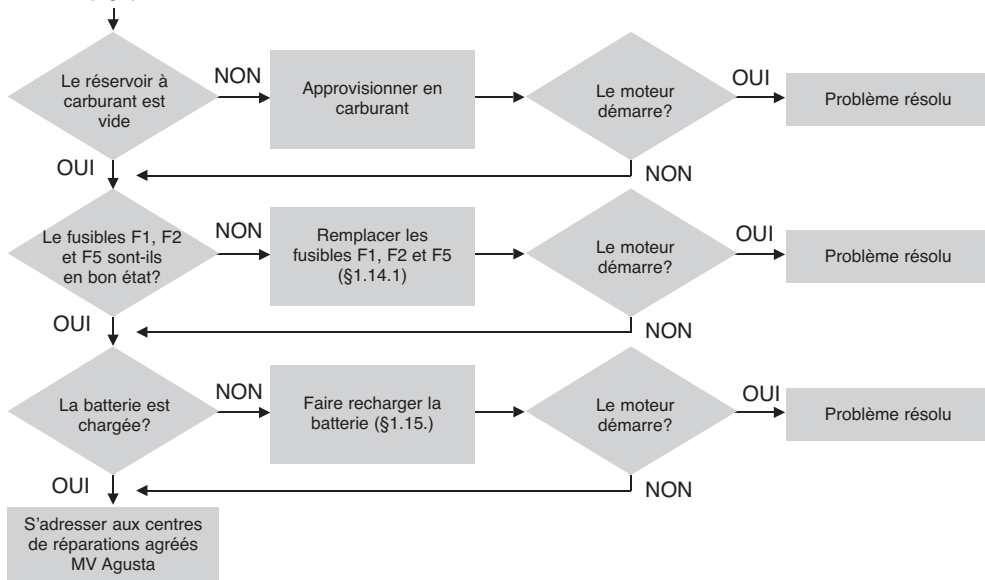 Le réservoir à
carburant est
vide
NON
Approvisionner en
carburant
Le moteur
démarre?
OUI
Problème résolu
OUI
NON
Le fusibles F1, F2
et F5 sont-ils
en bon état?
NON
Remplacer les
fusibles F1, F2 et F5
(§1.14.1)
Le moteur
démarre?
OUI
Problème résolu
OUI
NON
La batterie est
chargée?
NON
Faire recharger la
batterie (§1.15.)
Le moteur
démarre?
OUI
Problème résolu
OUI
NON
S'adresser aux centres
de réparations agréés
MV Agusta